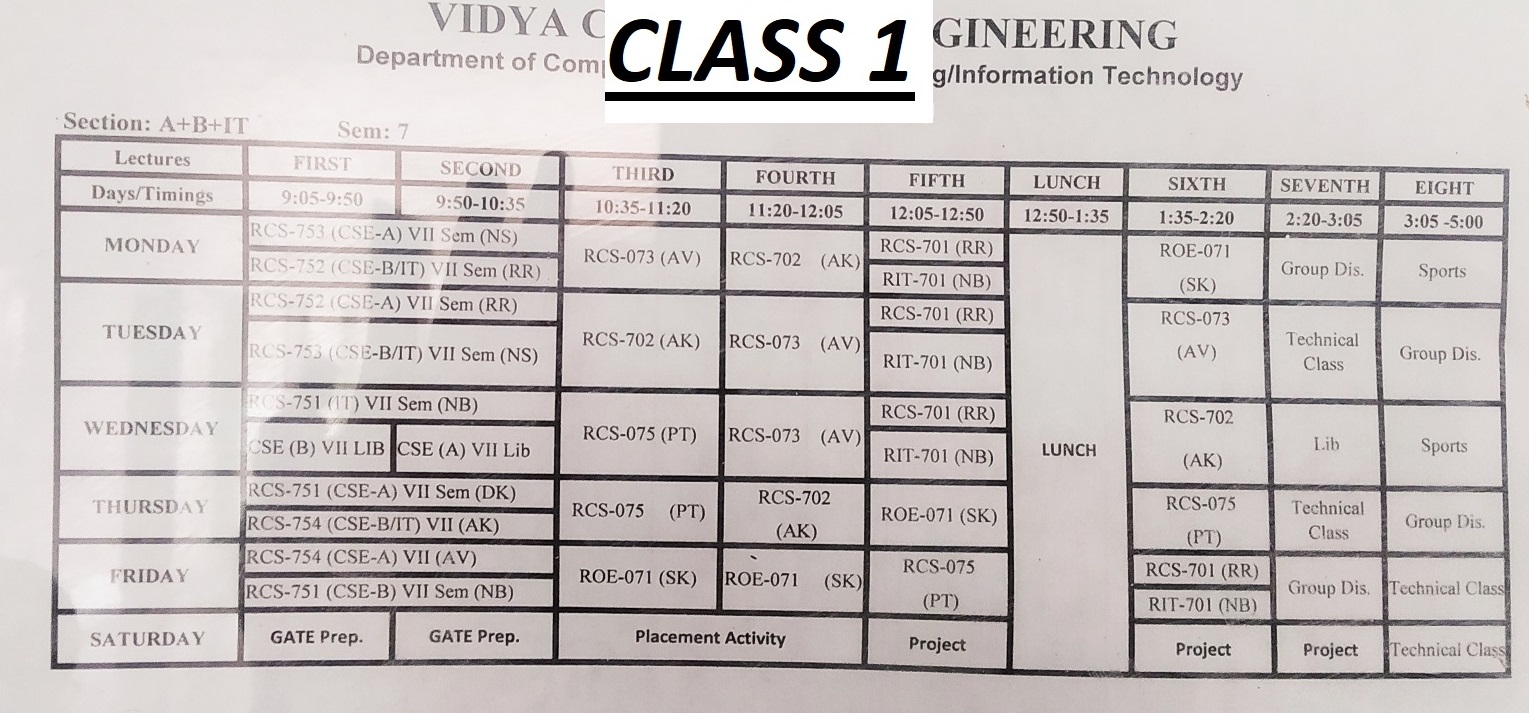 VIDYA C
CLASS 1
GINEERING
Department of Comp
g/Information Technology
Section: A+B+IT Sem: 7
Lectures FIRST SECOND THIRD FOURTH FIFTH LUNCH SIXTH SEVENTH EIGHT
Days/Timings 9:05-9:50 9:50-10:35 10:35-11:20 11:20-12:05 12:05-12:50 12:50-1:35 1:35-2:20 2:20-3:05 3:05 -5:00
MONDAY
RCS-753 (CSE-A) VII Sem (NS)
RCS-752 (CSE-B/IT) VII Sem (RR)
RCS-073 (AV)
RCS-702 (AK)
RCS-701 (RR)
RIT-701 (NB)
ROE-071
(SK)
Group Dis.
Sports
TUESDAY
RCS-752 (CSE-A) VII Sem (RR)
RCS-753 (CSE-B/IT) VII Sem (NS)
RCS-702 (AK)
RCS-073 (AV)
RCS-701 (RR)
RIT-701 (NB)
RCS-073
(AV)
Technical
Class
Group Dis.
WEDNESDAY
RCS-751 (IT) VII Sem (NB)
CSE (B) VII LIB
CSE (A) VII Lib
RCS-075 (PT)
RCS-073 (AV)
RCS-701 (RR)
RIT-701 (NB)
LUNCH
RCS-702
(AK)
Lib
Sports
THURSDAY
RCS-751 (CSE-A) VII Sem (DK)
RCS-754 (CSE-B/IT) VII (AK)
RCS-075 (PT)
RCS-702
(AK)
ROE-071 (SK)
RCS-075
(PT)
Technical
Class
Group Dis.
FRIDAY
RCS-754 (CSE-A) VII (AV)
RCS-751 (CSE-B) VII Sem (NB)
ROE-071 (SK)
ROE-071 (SK)
RCS-075
(PT)
RCS-701 (RR)
RIT-701 (NB)
Group Dis.
Technical Class
SATURDAY
GATE Prep.
GATE Prep.
Placement Activity
Project
Project
Project
Technical Class